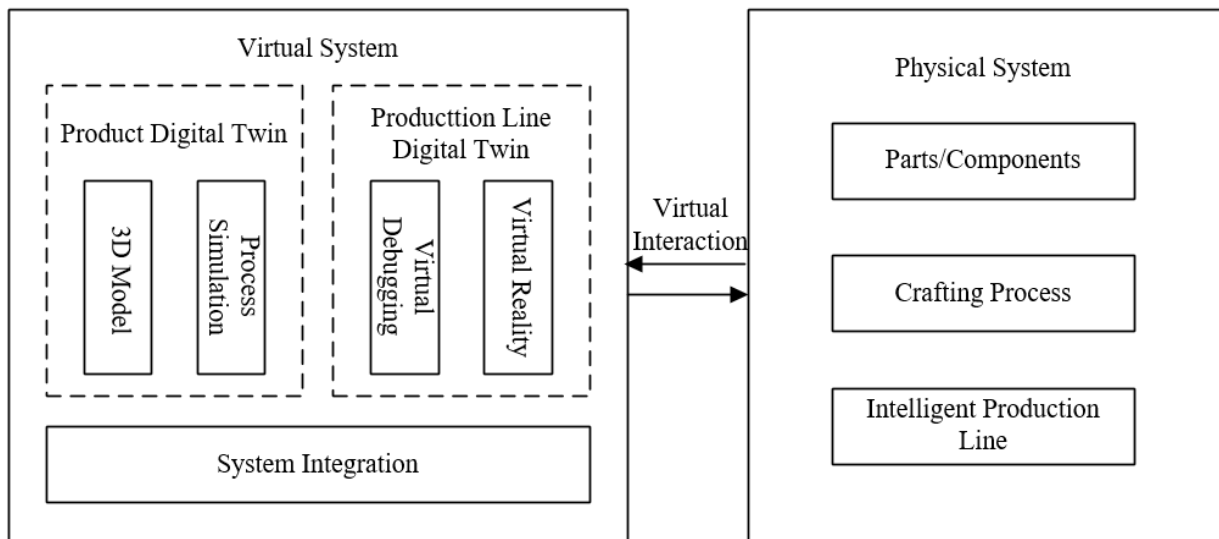 Virtual System
Product Digital Twin
3D Model
Process
Simulation
Producttion Line
Digital Twin
Virtual
Debugging
Virtual Reality
System Integration
Virtual
Interaction
Physical System
Parts/Components
Crafting Process
Intelligent Production
Line